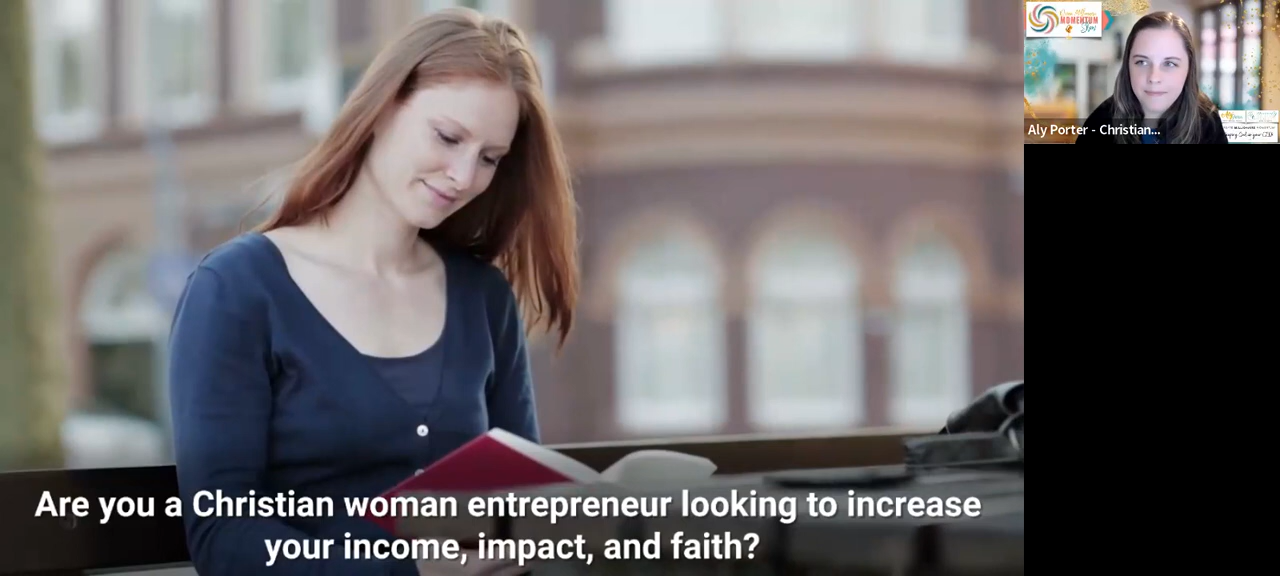 MOMENTUM
Aly Porter - Christian...
Are you a Christian woman entrepreneur looking to increase
your income, impact, and faith?